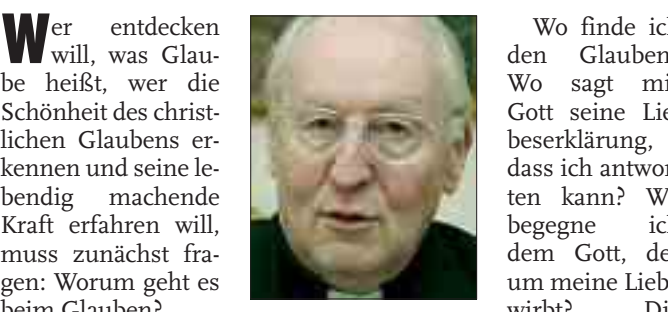 Wer entdecken
will, was Glau-
be heißt, wer die
Schönheit des christ-
lichen Glaubens er-
kennen und seine le-
bendig machende
Kraft erfahren will,
muss zunächst fra-
gen: Worum geht es
beim Glauben?
Wo finde ich
den Glauben
Wo sagt mi
Gott seine Lie
beserklärung,
dass ich antwor
ten kann? W
begegne ich
dem Gott, de
um meine Lieb
wirbt? Di